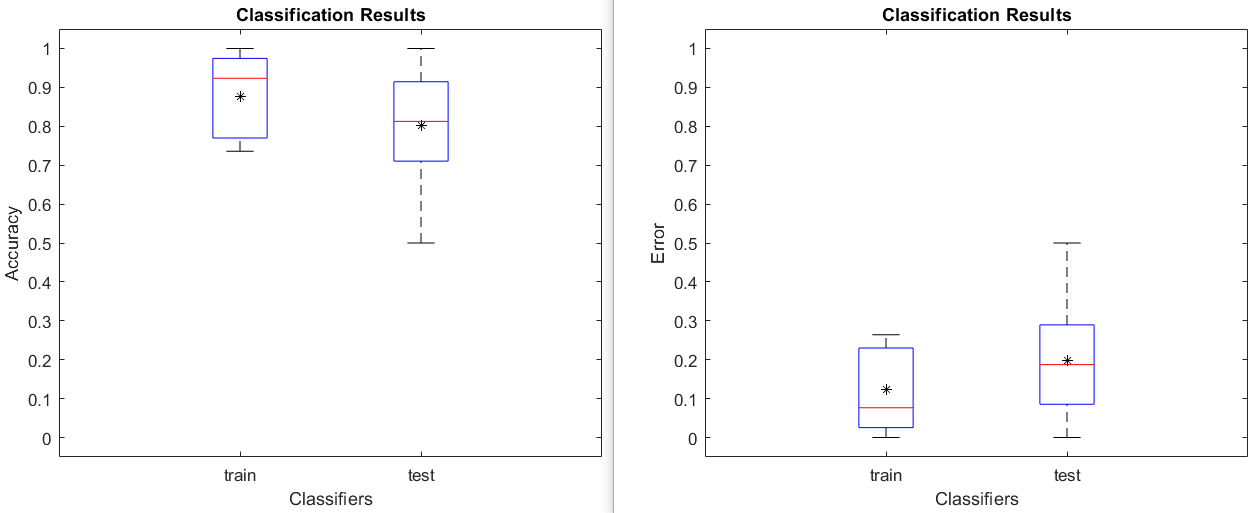 Classification Results
1
0.9
0.8
0.7
0.6
0.5
0.4
0.3
0.2
0.1
0
Accuracy
train test
Classifiers
Classification Results
1
0.9
0.8
0.7
0.6
0.5
0.4
0.3
0.2
0.1
0
Error
train test
Classifiers